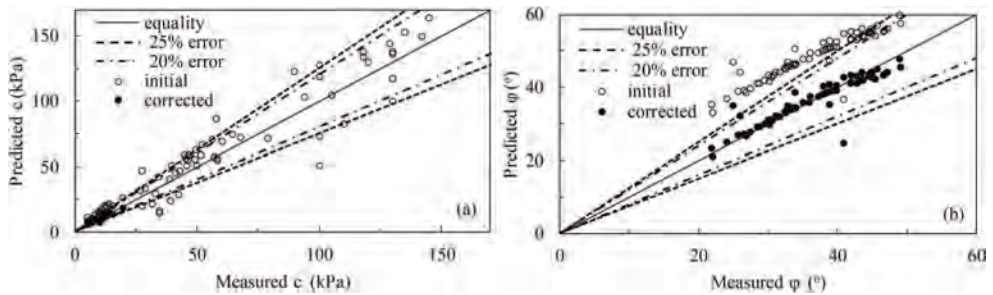 Predicted c (kPa)
150
100
50
0
equality
25% error
20% error
initial
corrected
(a)
0
50
100
150
Measured c (kPa)
Predicted φ (º)
60
40
20
0
equality
25% error
20% error
initial
corrected
(b)
0
20
40
60
Measured φ (º)